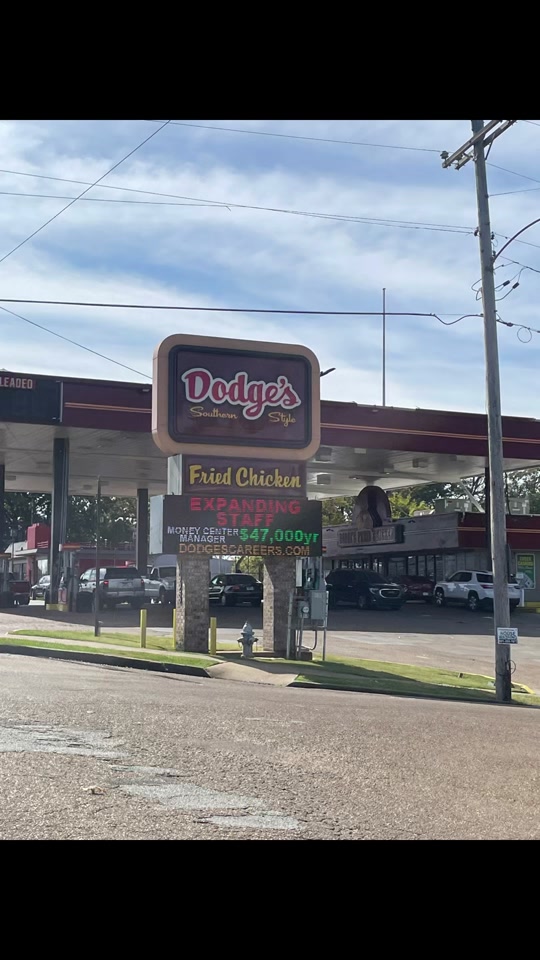 LEADED
Dodge's
Southern Style
Fried Chicken
EXPANDING
STAFF
MONEY CENTER
MANAGER $47,000yr
DODGESCAREERS.COM